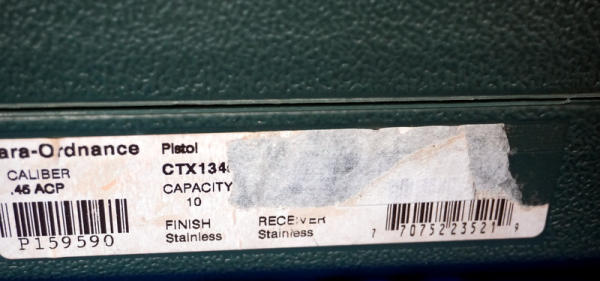 ara-Ordnance Pistol
CALIBER CTX134
.45 ACP CAPACITY
10
P159590 FINISH RECEIVER
Stainless Stainless
7 70752 23521 9